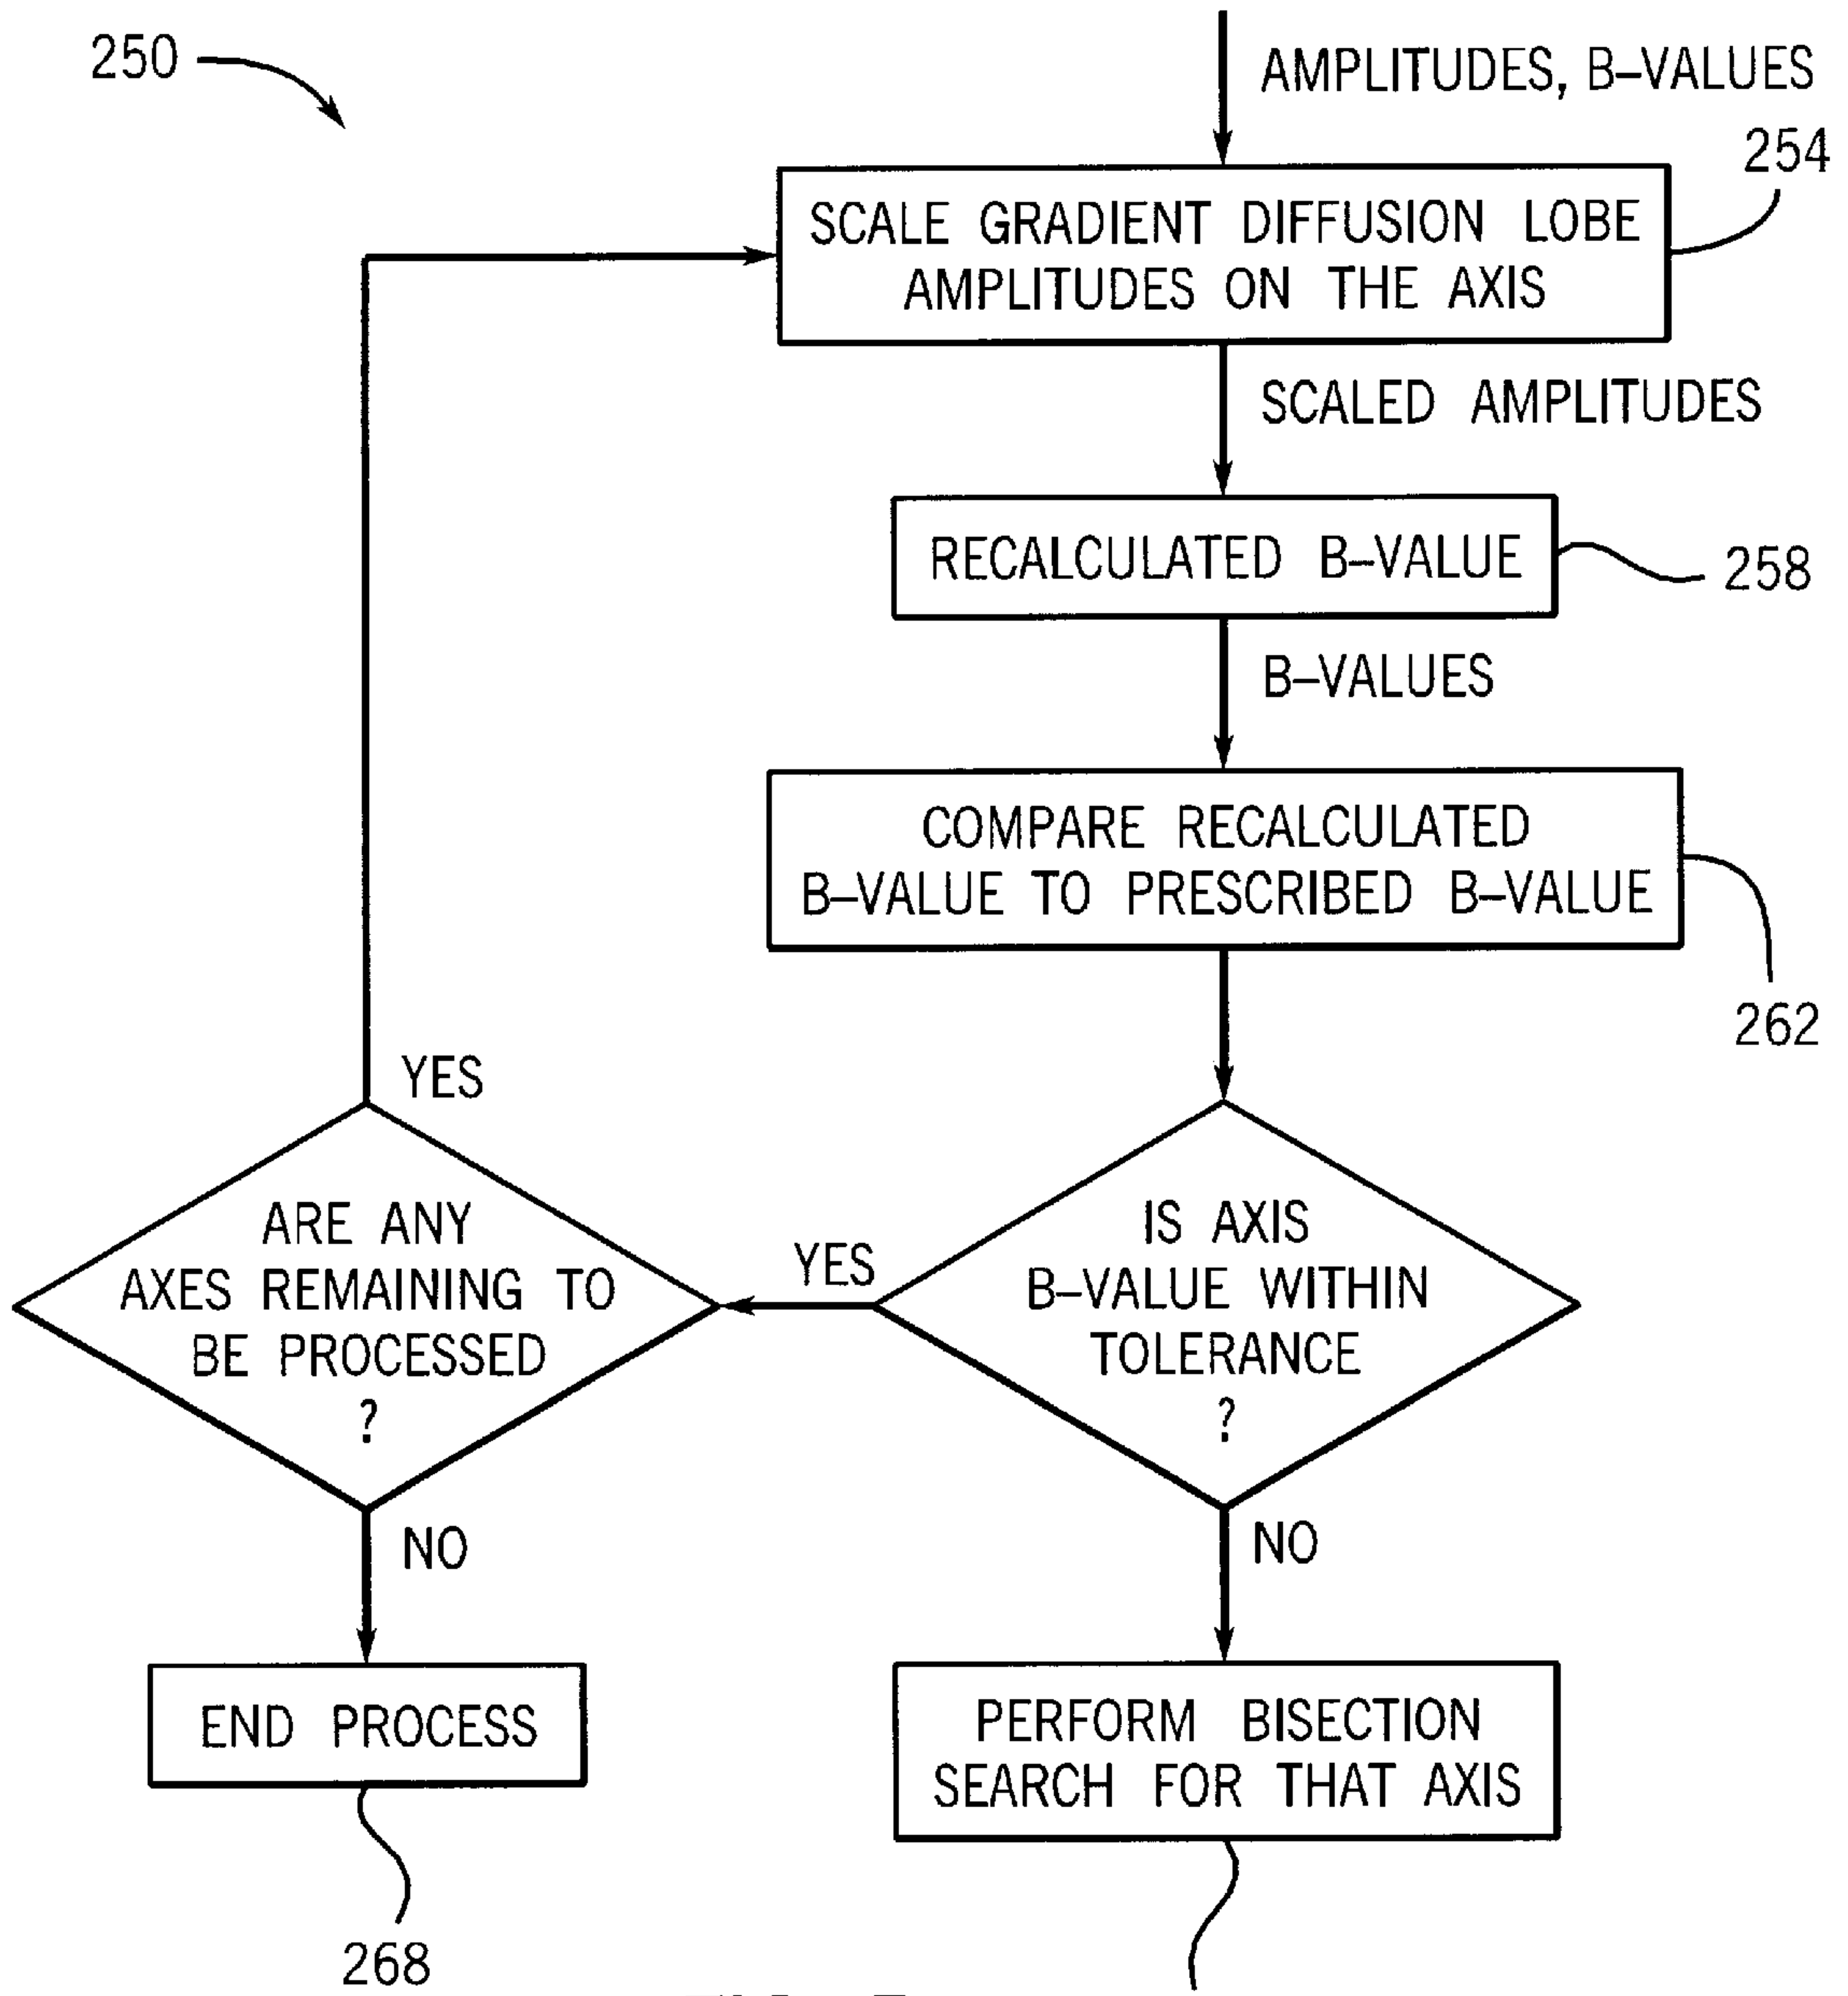 250
AMPLITUDES, B–VALUES
254
SCALE GRADIENT DIFFUSION LOBE
AMPLITUDES ON THE AXIS
SCALED AMPLITUDES
RECALCULATED B–VALUE
258
B–VALUES
COMPARE RECALCULATED
B–VALUE TO PRESCRIBED B–VALUE
262
YES
ARE ANY
AXES REMAINING TO
BE PROCESSED
?
YES
IS AXIS
B–VALUE WITHIN
TOLERANCE
?
NO
NO
END PROCESS
PERFORM BISECTION
SEARCH FOR THAT AXIS
268